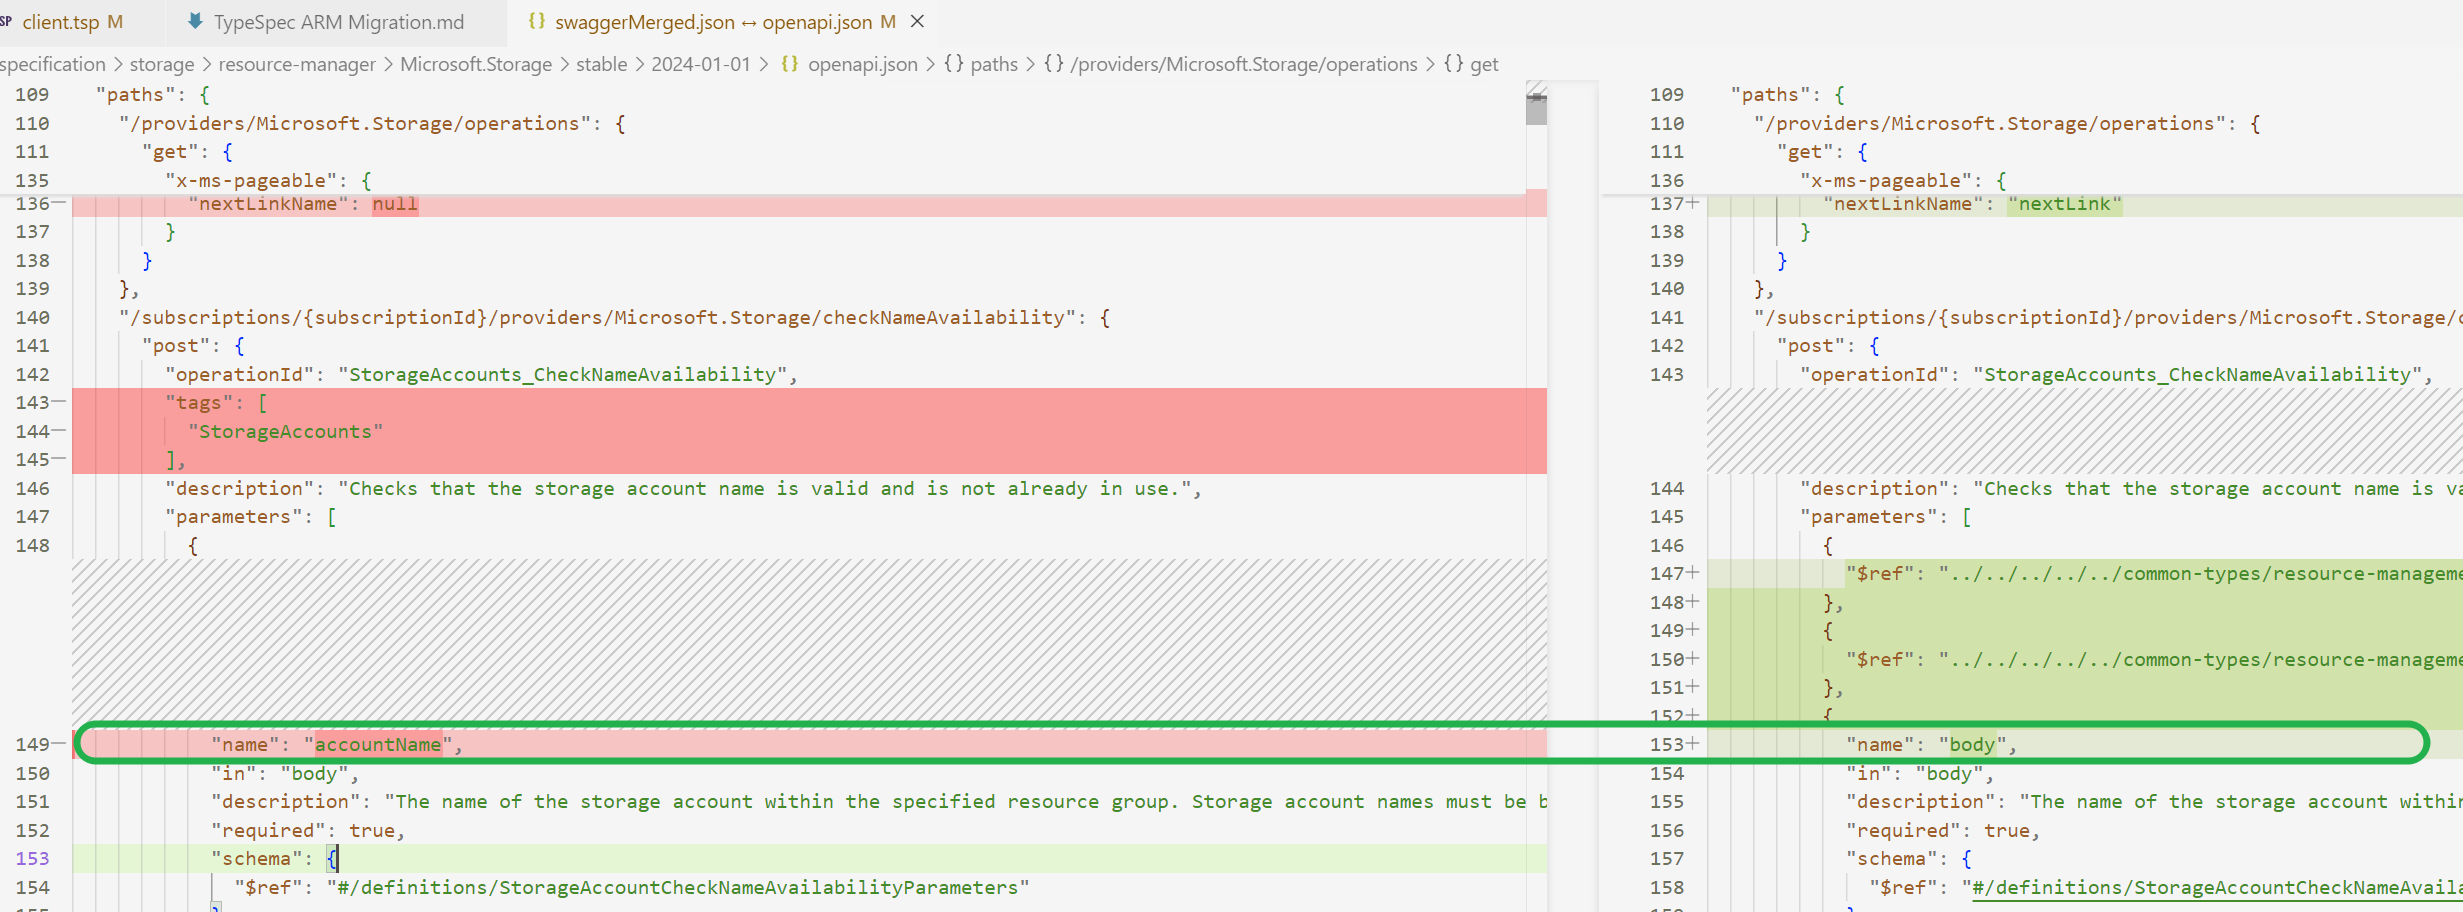 SP client.tsp M TypeSpec ARM Migration.md {} swaggerMerged.json ↔ openapi.json M ×
specification > storage > resource-manager > Microsoft.Storage > stable > 2024-01-01 > {} openapi.json > {} paths > {} /providers/Microsoft.Storage/operations > {} get
109 "paths": {
110 "/providers/Microsoft.Storage/operations": {
111 "get": {
135 "x-ms-pageable": {
136− "nextLinkName": null
137 }
138 }
139 },
140 "/subscriptions/{subscriptionId}/providers/Microsoft.Storage/checkNameAvailability": {
141 "post": {
142 "operationId": "StorageAccounts_CheckNameAvailability",
143− "tags": [
144− "StorageAccounts"
145− ],
146 "description": "Checks that the storage account name is valid and is not already in use.",
147 "parameters": [
148 {
149− "name": "accountName",
150 "in": "body",
151 "description": "The name of the storage account within the specified resource group. Storage account names must be b
152 "required": true,
153 "schema": {
154 "$ref": "#/definitions/StorageAccountCheckNameAvailabilityParameters"
155 }
109 "paths": {
110 "/providers/Microsoft.Storage/operations": {
111 "get": {
136 "x-ms-pageable": {
137+ "nextLinkName": "nextLink"
138 }
139 }
140 },
141 "/subscriptions/{subscriptionId}/providers/Microsoft.Storage/c
142 "post": {
143 "operationId": "StorageAccounts_CheckNameAvailability",
144 "description": "Checks that the storage account name is va
145 "parameters": [
146 {
147+ "$ref": "../../../../../common-types/resource-manageme
148+ },
149+ {
150+ "$ref": "../../../../../common-types/resource-manageme
151+ },
152+ {
153+ "name": "body",
154 "in": "body",
155 "description": "The name of the storage account within
156 "required": true,
157 "schema": {
158 "$ref": "#/definitions/StorageAccountCheckNameAvaila
159 }